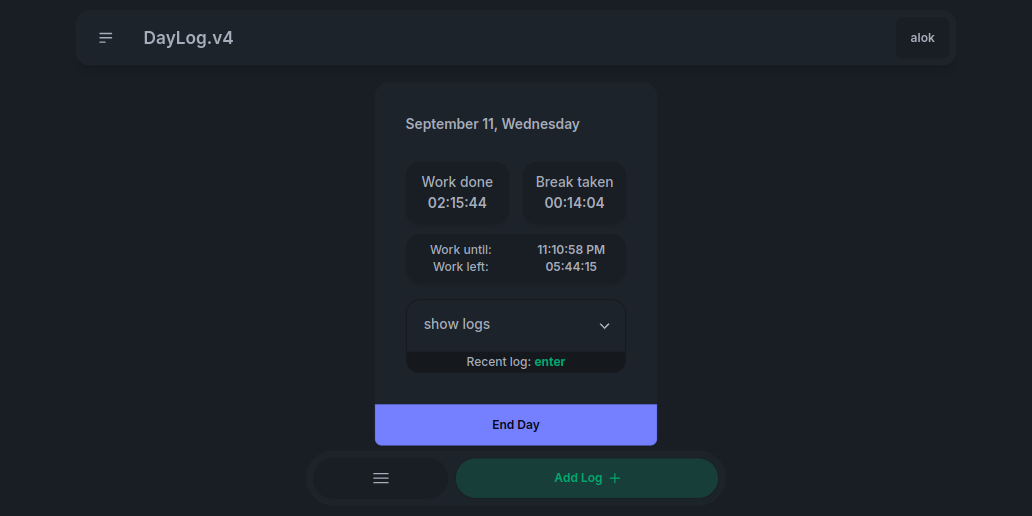 DayLog.v4
alok
September 11, Wednesday
Work done
02:15:44
Break taken
00:14:04
Work until: 11:10:58 PM
Work left: 05:44:15
show logs
Recent log: enter
End Day
Add Log +